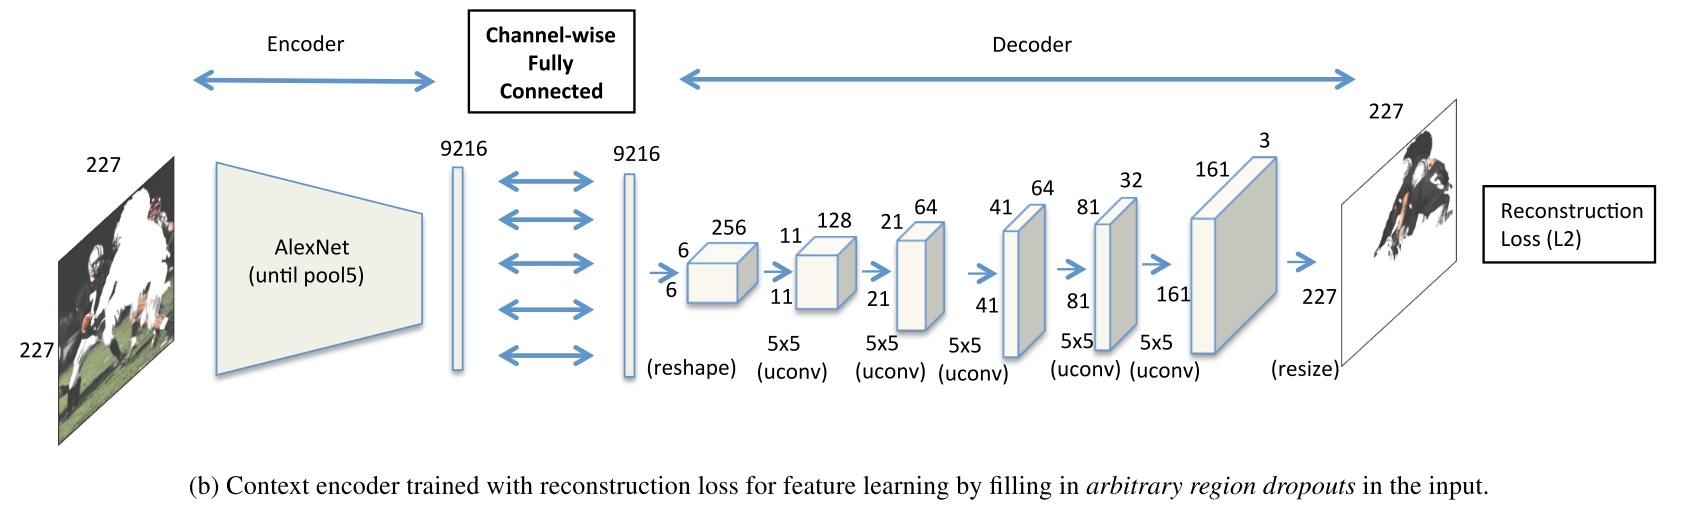 Encoder
Channel-wise
Fully
Connected
Decoder
227
227
AlexNet
(until pool5)
9216
9216
(reshape)
6
6
256
11
11
128
5x5
(uconv)
21
21
64
5x5
(uconv)
41
41
64
5x5
(uconv)
81
81
32
5x5
(uconv)
161
161
3
5x5
(uconv)
(resize)
227
227
Reconstruction
Loss (L2)
(b) Context encoder trained with reconstruction loss for feature learning by filling in arbitrary region dropouts in the input.